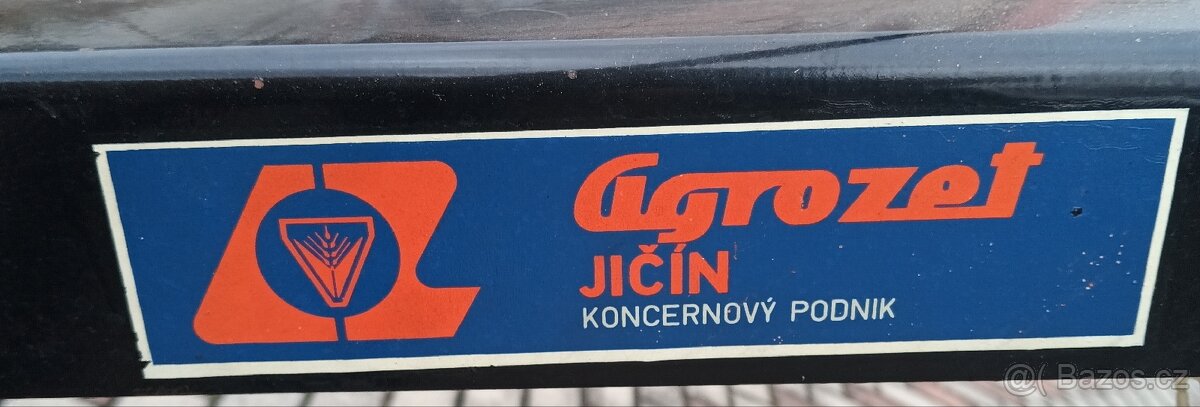 agrozet
JIČÍN
KONCERNOVÝ PODNIK
@( Bazos.cz